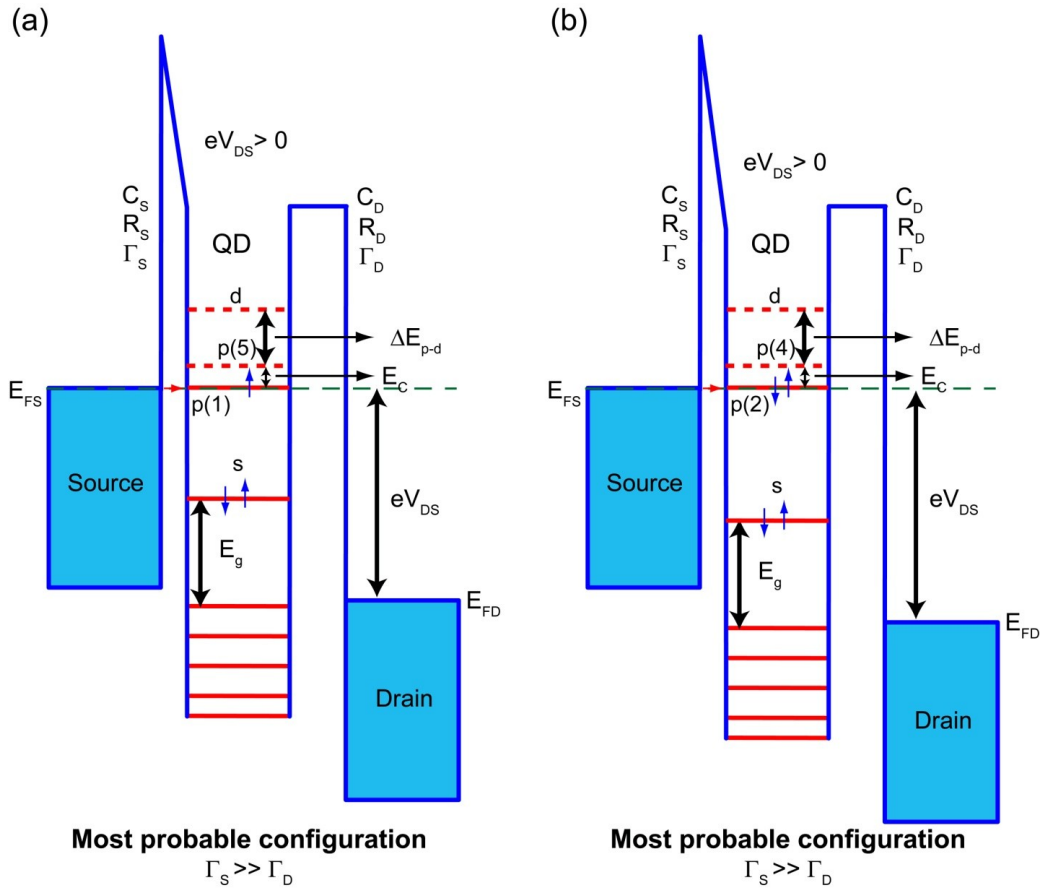 (a)
eV_DS > 0
C_S
R_S
Γ_S
QD
C_D
R_D
Γ_D
d
p(5)
ΔE_p-d
E_C
E_FS
p(1)
Source
s
E_g
eV_DS
E_FD
Drain
Most probable configuration
Γ_S >> Γ_D
(b)
eV_DS > 0
C_S
R_S
Γ_S
QD
C_D
R_D
Γ_D
d
p(4)
ΔE_p-d
E_C
E_FS
p(2)
Source
s
E_g
eV_DS
E_FD
Drain
Most probable configuration
Γ_S >> Γ_D